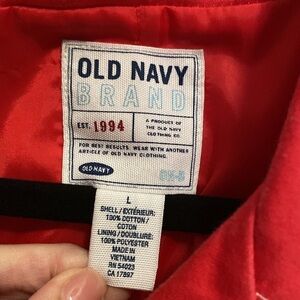 OLD NAVY
BRAND
EST. 1994
A PRODUCT OF
THE OLD NAVY
CLOTHING CO.
FOR BEST RESULTS, WEAR WITH ANOTHER
ARTICLE OF OLD NAVY CLOTHING.
OLD NAVY
L
SHELL / EXTÉRIEUR:
100% COTTON /
COTON
LINING / DOUBLURE:
100% POLYESTER
MADE IN
VIETNAM
RN 54023
CA 17897